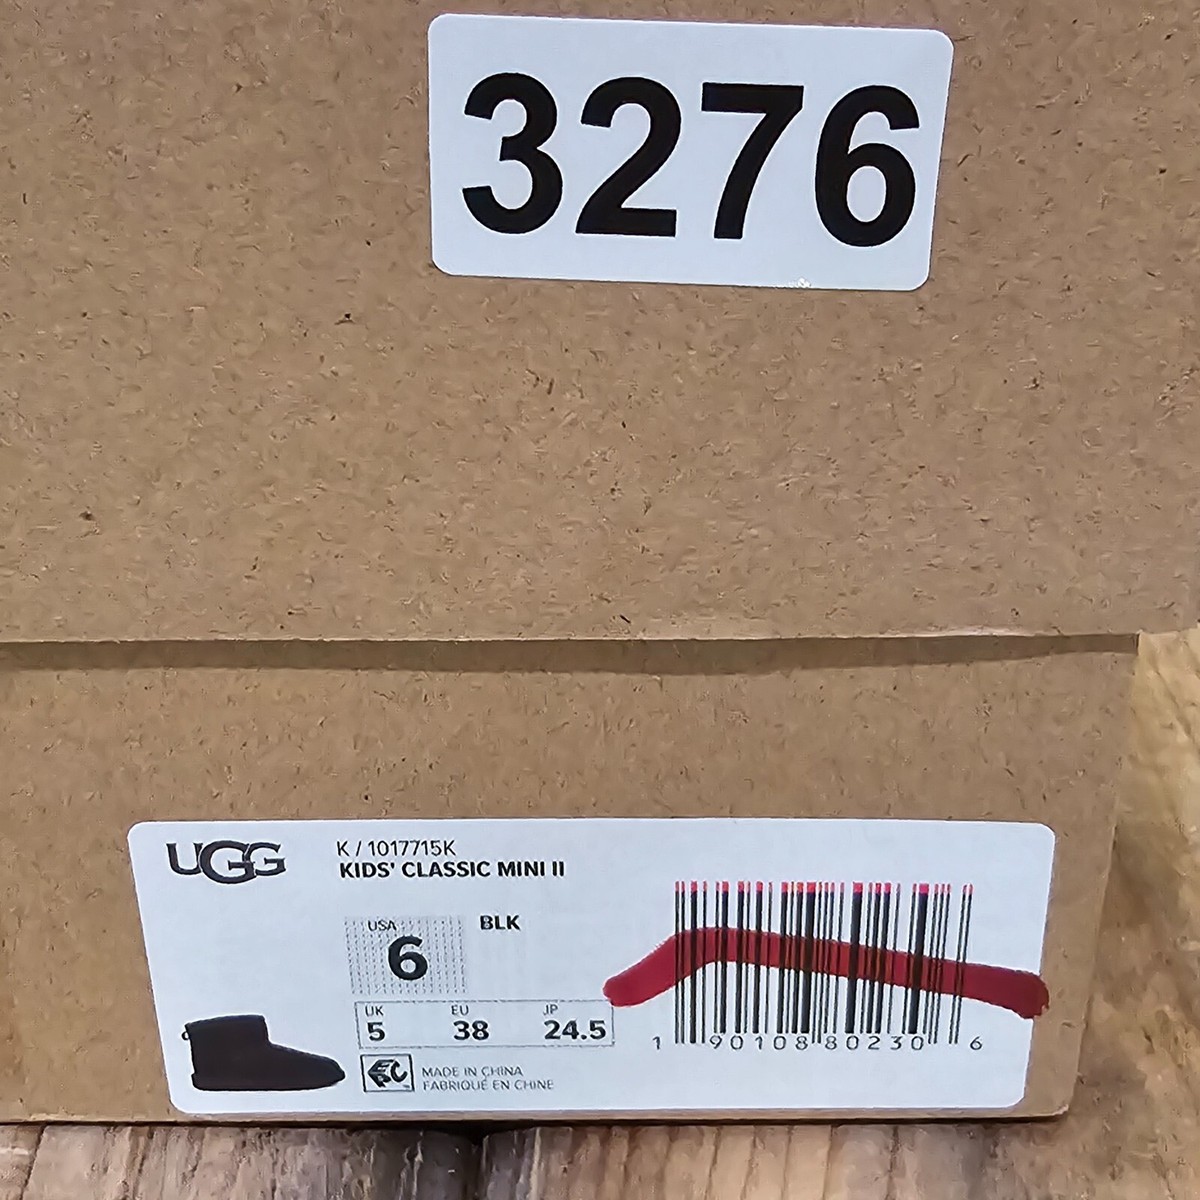 3276
UGG
K / 1017715K
KIDS' CLASSIC MINI II
USA
6
BLK
UK EU JP
5 38 24.5
MADE IN CHINA
FABRIQUÉ EN CHINE
1 90108 80230 6